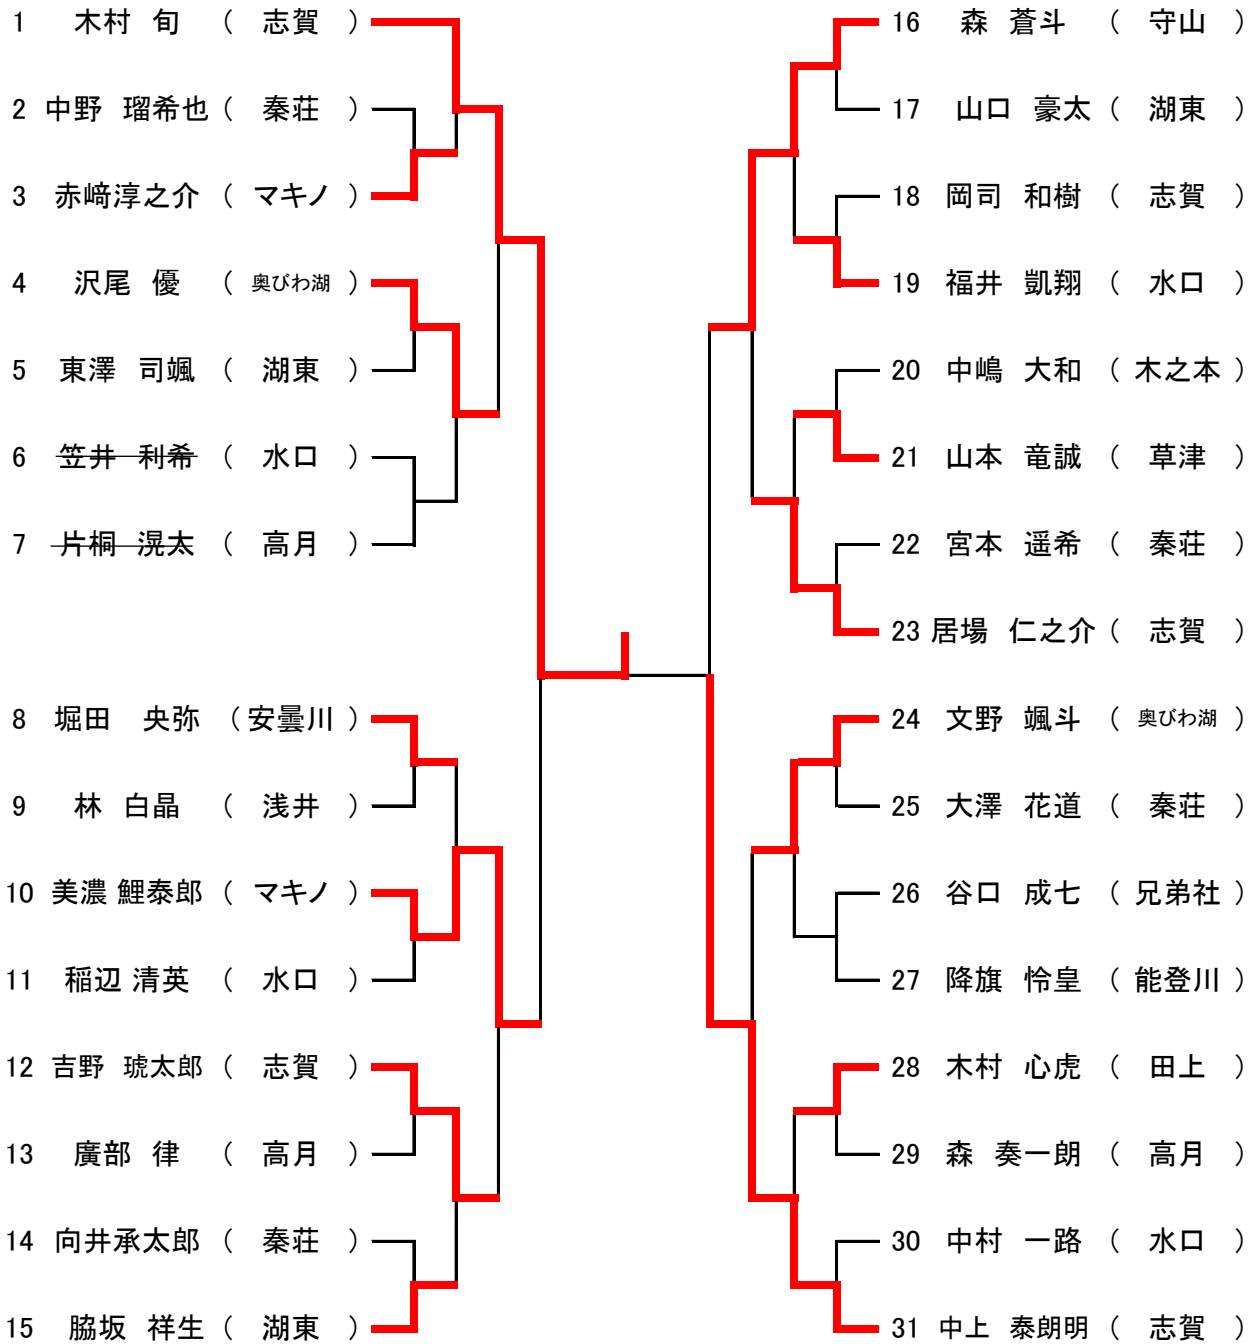 1 木村 旬 （ 志賀 ）
2 中野 瑠希也 （ 秦荘 ）
3 赤﨑淳之介 （ マキノ ）
4 沢尾 優 （ 奥びわ湖 ）
5 東澤 司颯 （ 湖東 ）
6 笠井 利希 （ 水口 ）
7 片桐 滉太 （ 高月 ）
8 堀田 央弥 （ 安曇川 ）
9 林 白晶 （ 浅井 ）
10 美濃 鯉泰郎 （ マキノ ）
11 稲辺 清英 （ 水口 ）
12 吉野 琥太郎 （ 志賀 ）
13 廣部 律 （ 高月 ）
14 向井承太郎 （ 秦荘 ）
15 脇坂 祥生 （ 湖東 ）
16 森 蒼斗 （ 守山 ）
17 山口 豪太 （ 湖東 ）
18 岡司 和樹 （ 志賀 ）
19 福井 凱翔 （ 水口 ）
20 中嶋 大和 （ 木之本 ）
21 山本 竜誠 （ 草津 ）
22 宮本 遥希 （ 秦荘 ）
23 居場 仁之介 （ 志賀 ）
24 文野 颯斗 （ 奥びわ湖 ）
25 大澤 花道 （ 秦荘 ）
26 谷口 成七 （ 兄弟社 ）
27 降旗 怜皇 （ 能登川 ）
28 木村 心虎 （ 田上 ）
29 森 奏一朗 （ 高月 ）
30 中村 一路 （ 水口 ）
31 中上 泰朗明 （ 志賀 ）